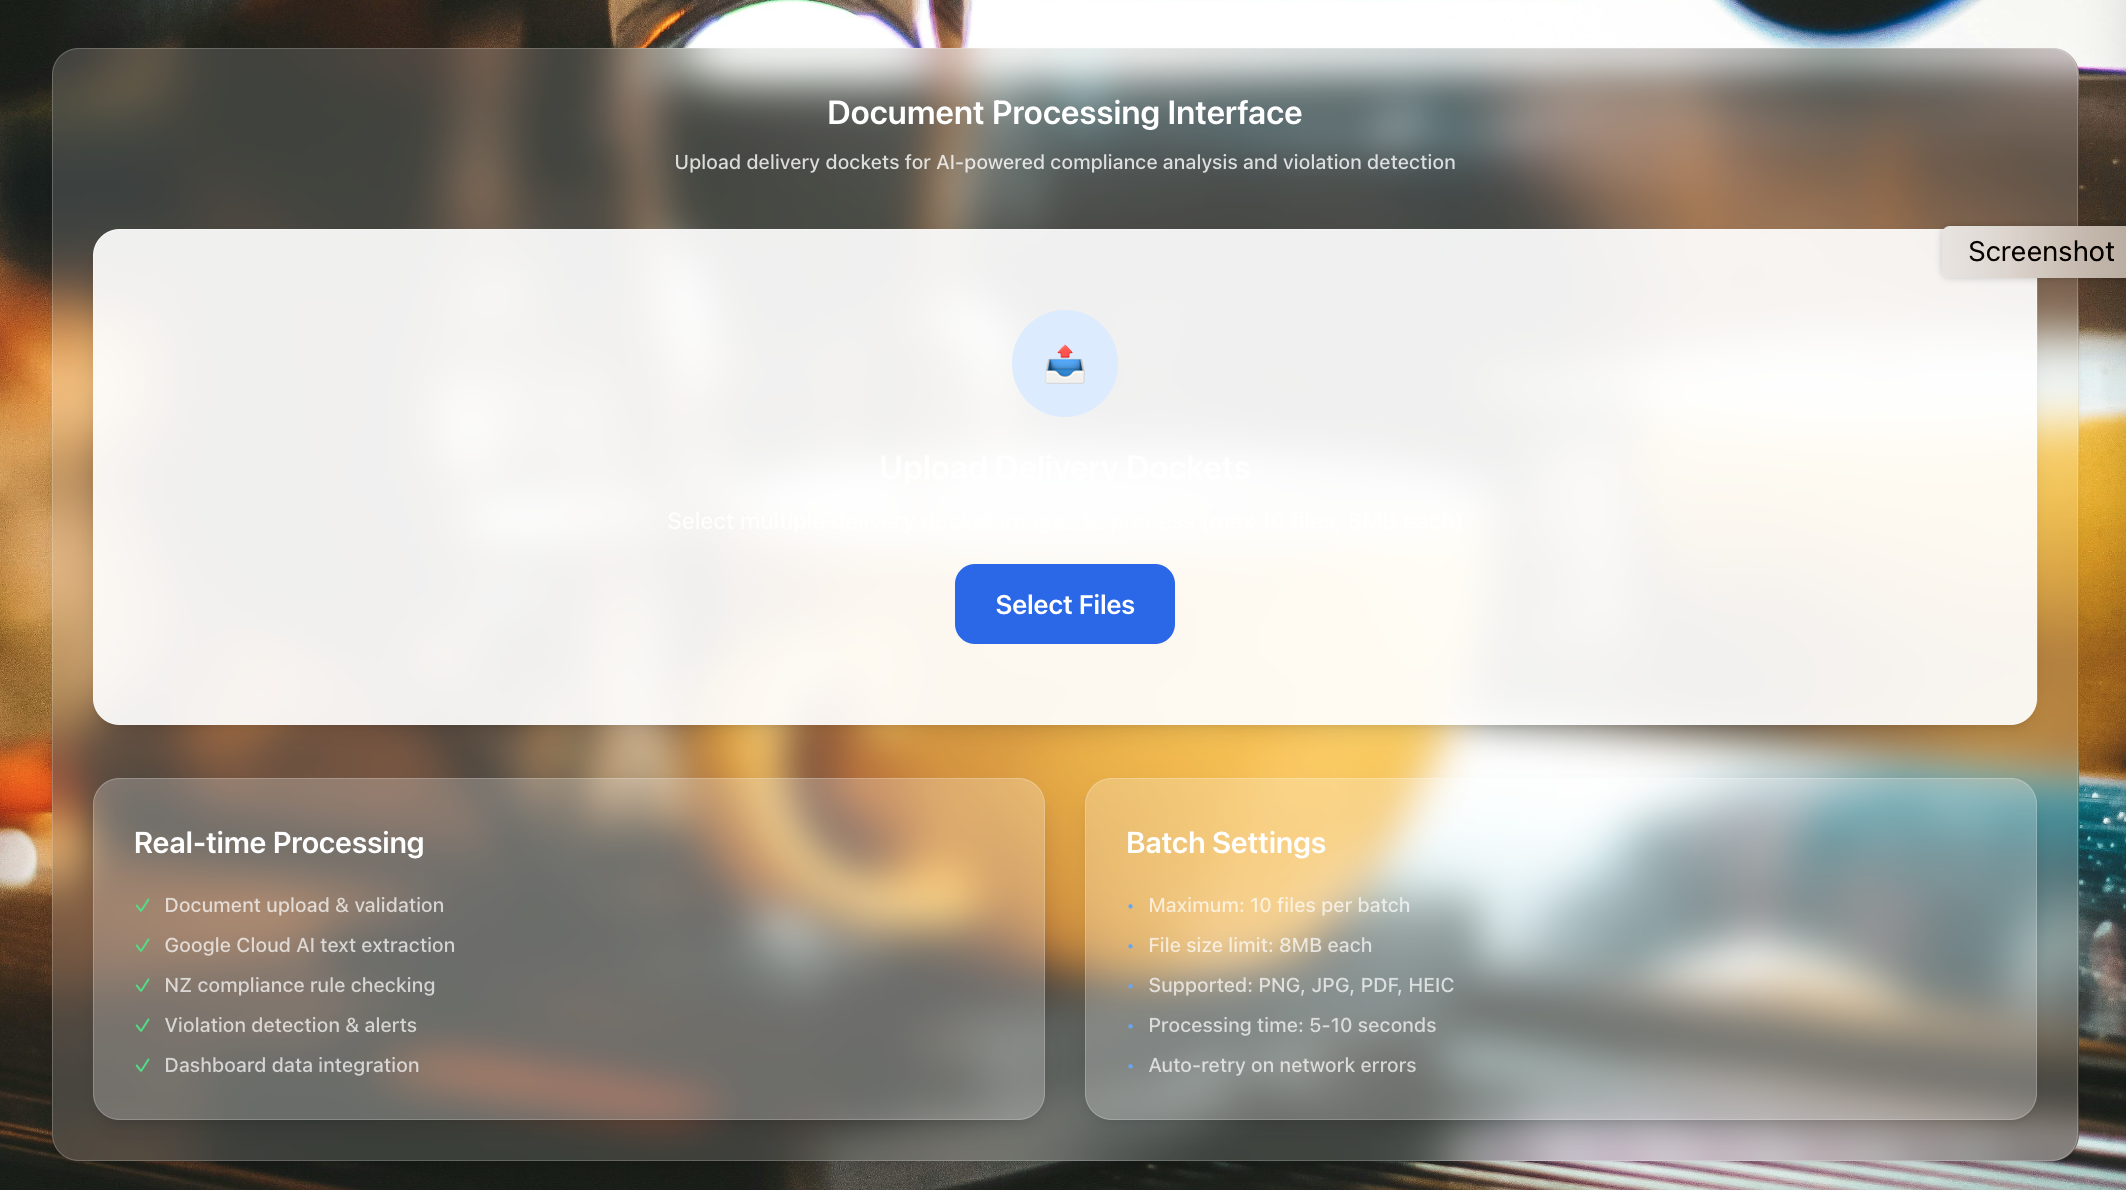 Document Processing Interface
Upload delivery dockets for AI-powered compliance analysis and violation detection
Screenshot
Upload Delivery Dockets
Select multiple (max 10 files, 8MB each)
Select Files
Real-time Processing
✓ Document upload & validation
✓ Google Cloud AI text extraction
✓ NZ compliance rule checking
✓ Violation detection & alerts
✓ Dashboard data integration
Batch Settings
• Maximum: 10 files per batch
• File size limit: 8MB each
• Supported: PNG, JPG, PDF, HEIC
• Processing time: 5-10 seconds
• Auto-retry on network errors